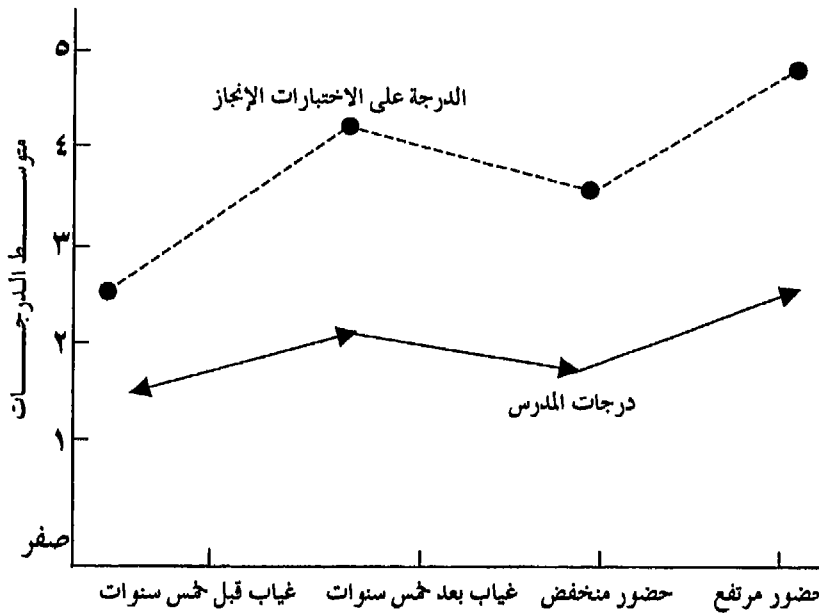 ٥
الدرجة على الاختبارات الإنجاز
٤
متوسط الدرجات
٣
٢
درجات المدرس
١
صفر
غياب قبل خمس سنوات
غياب بعد خمس سنوات
حضور منخفض
حضور مرتفع